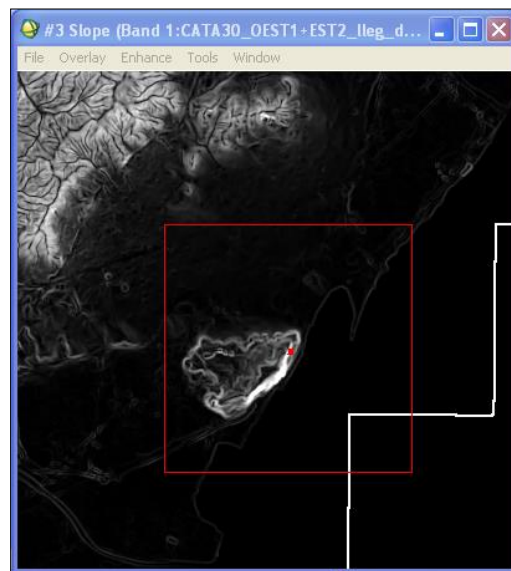 #3 Slope (Band 1:CATA30_OEST1+EST2_lleg_d...
File Overlay Enhance Tools Window